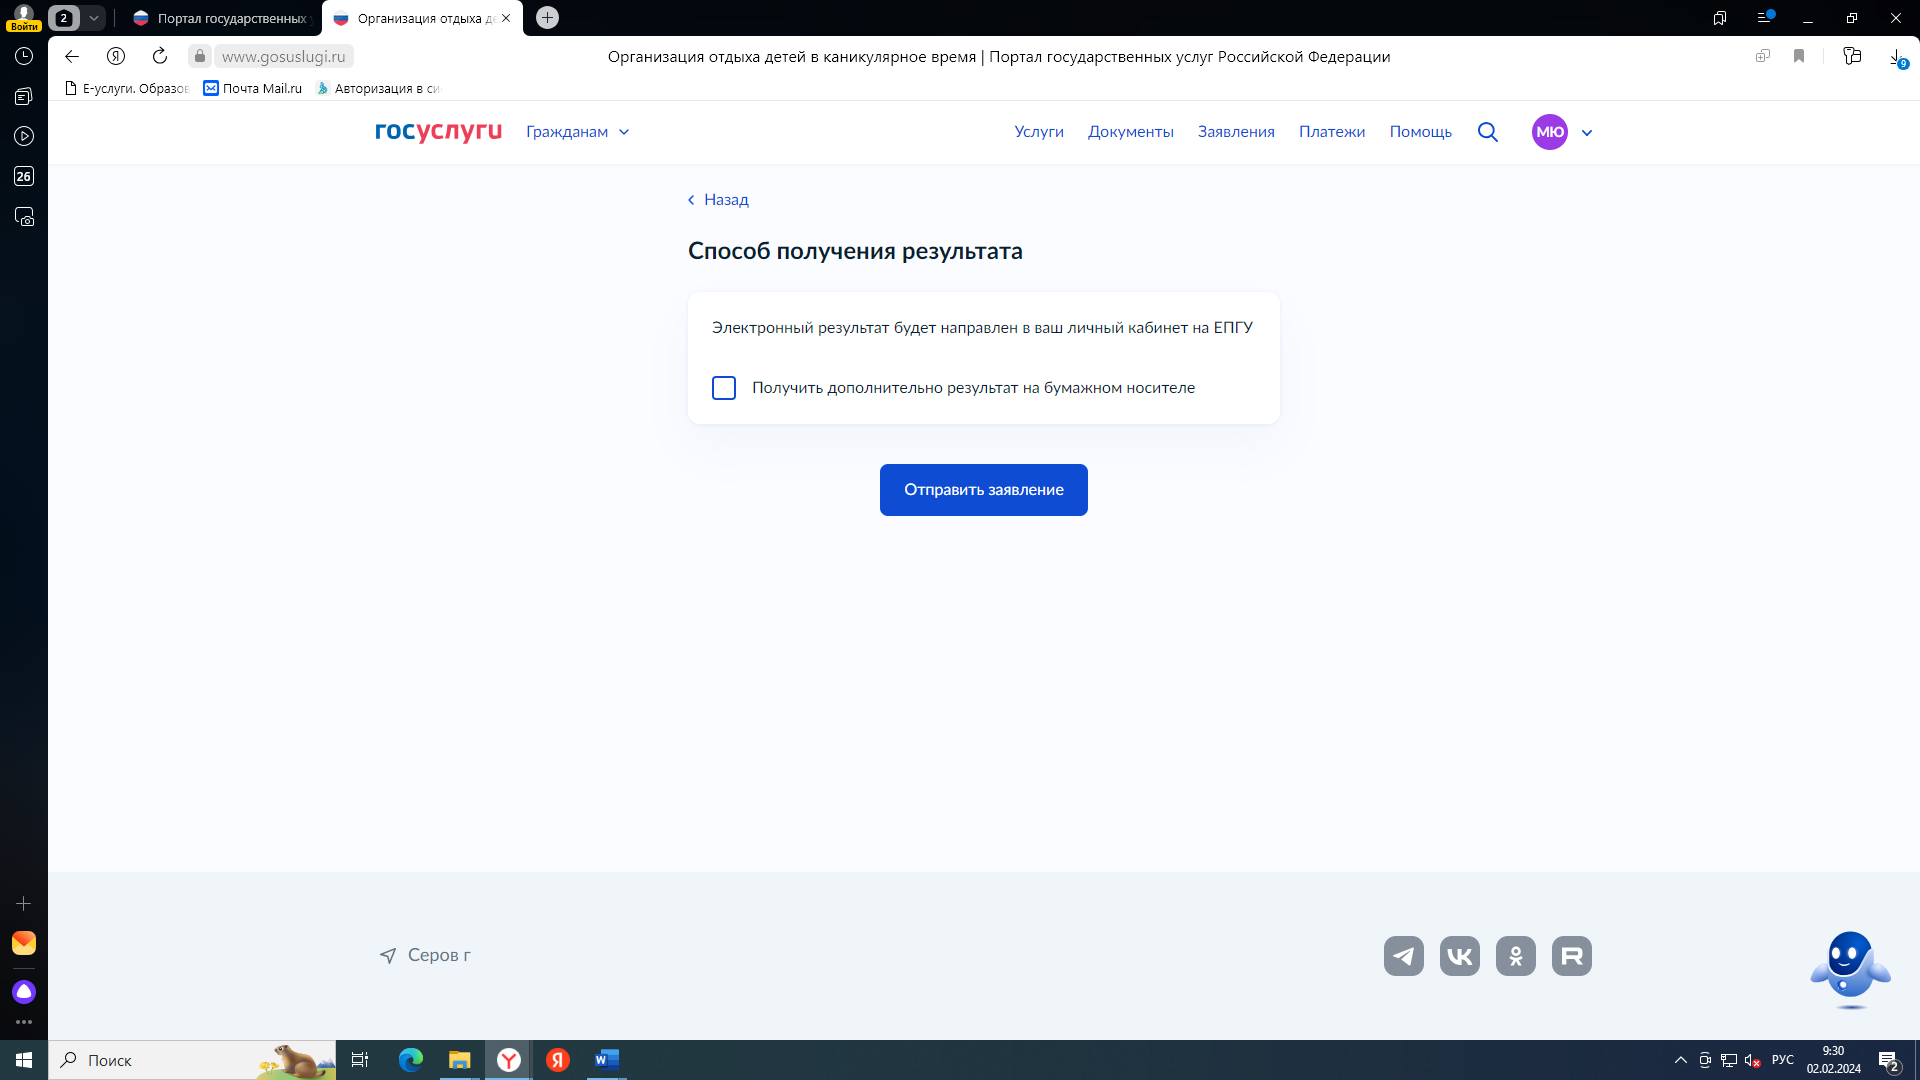 Войти
2
Портал государственных
Организация отдыха де
www.gosuslugi.ru
Организация отдыха детей в каникулярное время | Портал государственных услуг Российской Федерации
9
Е-услуги. Образов
Почта Mail.ru
Авторизация в си
26
госуслуги
Гражданам
Услуги
Документы
Заявления
Платежи
Помощь
МЮ
Назад
Способ получения результата
Электронный результат будет направлен в ваш личный кабинет на ЕПГУ
Получить дополнительно результат на бумажном носителе
Отправить заявление
Серов г
Поиск
РУС
9:30
02.02.2024
2